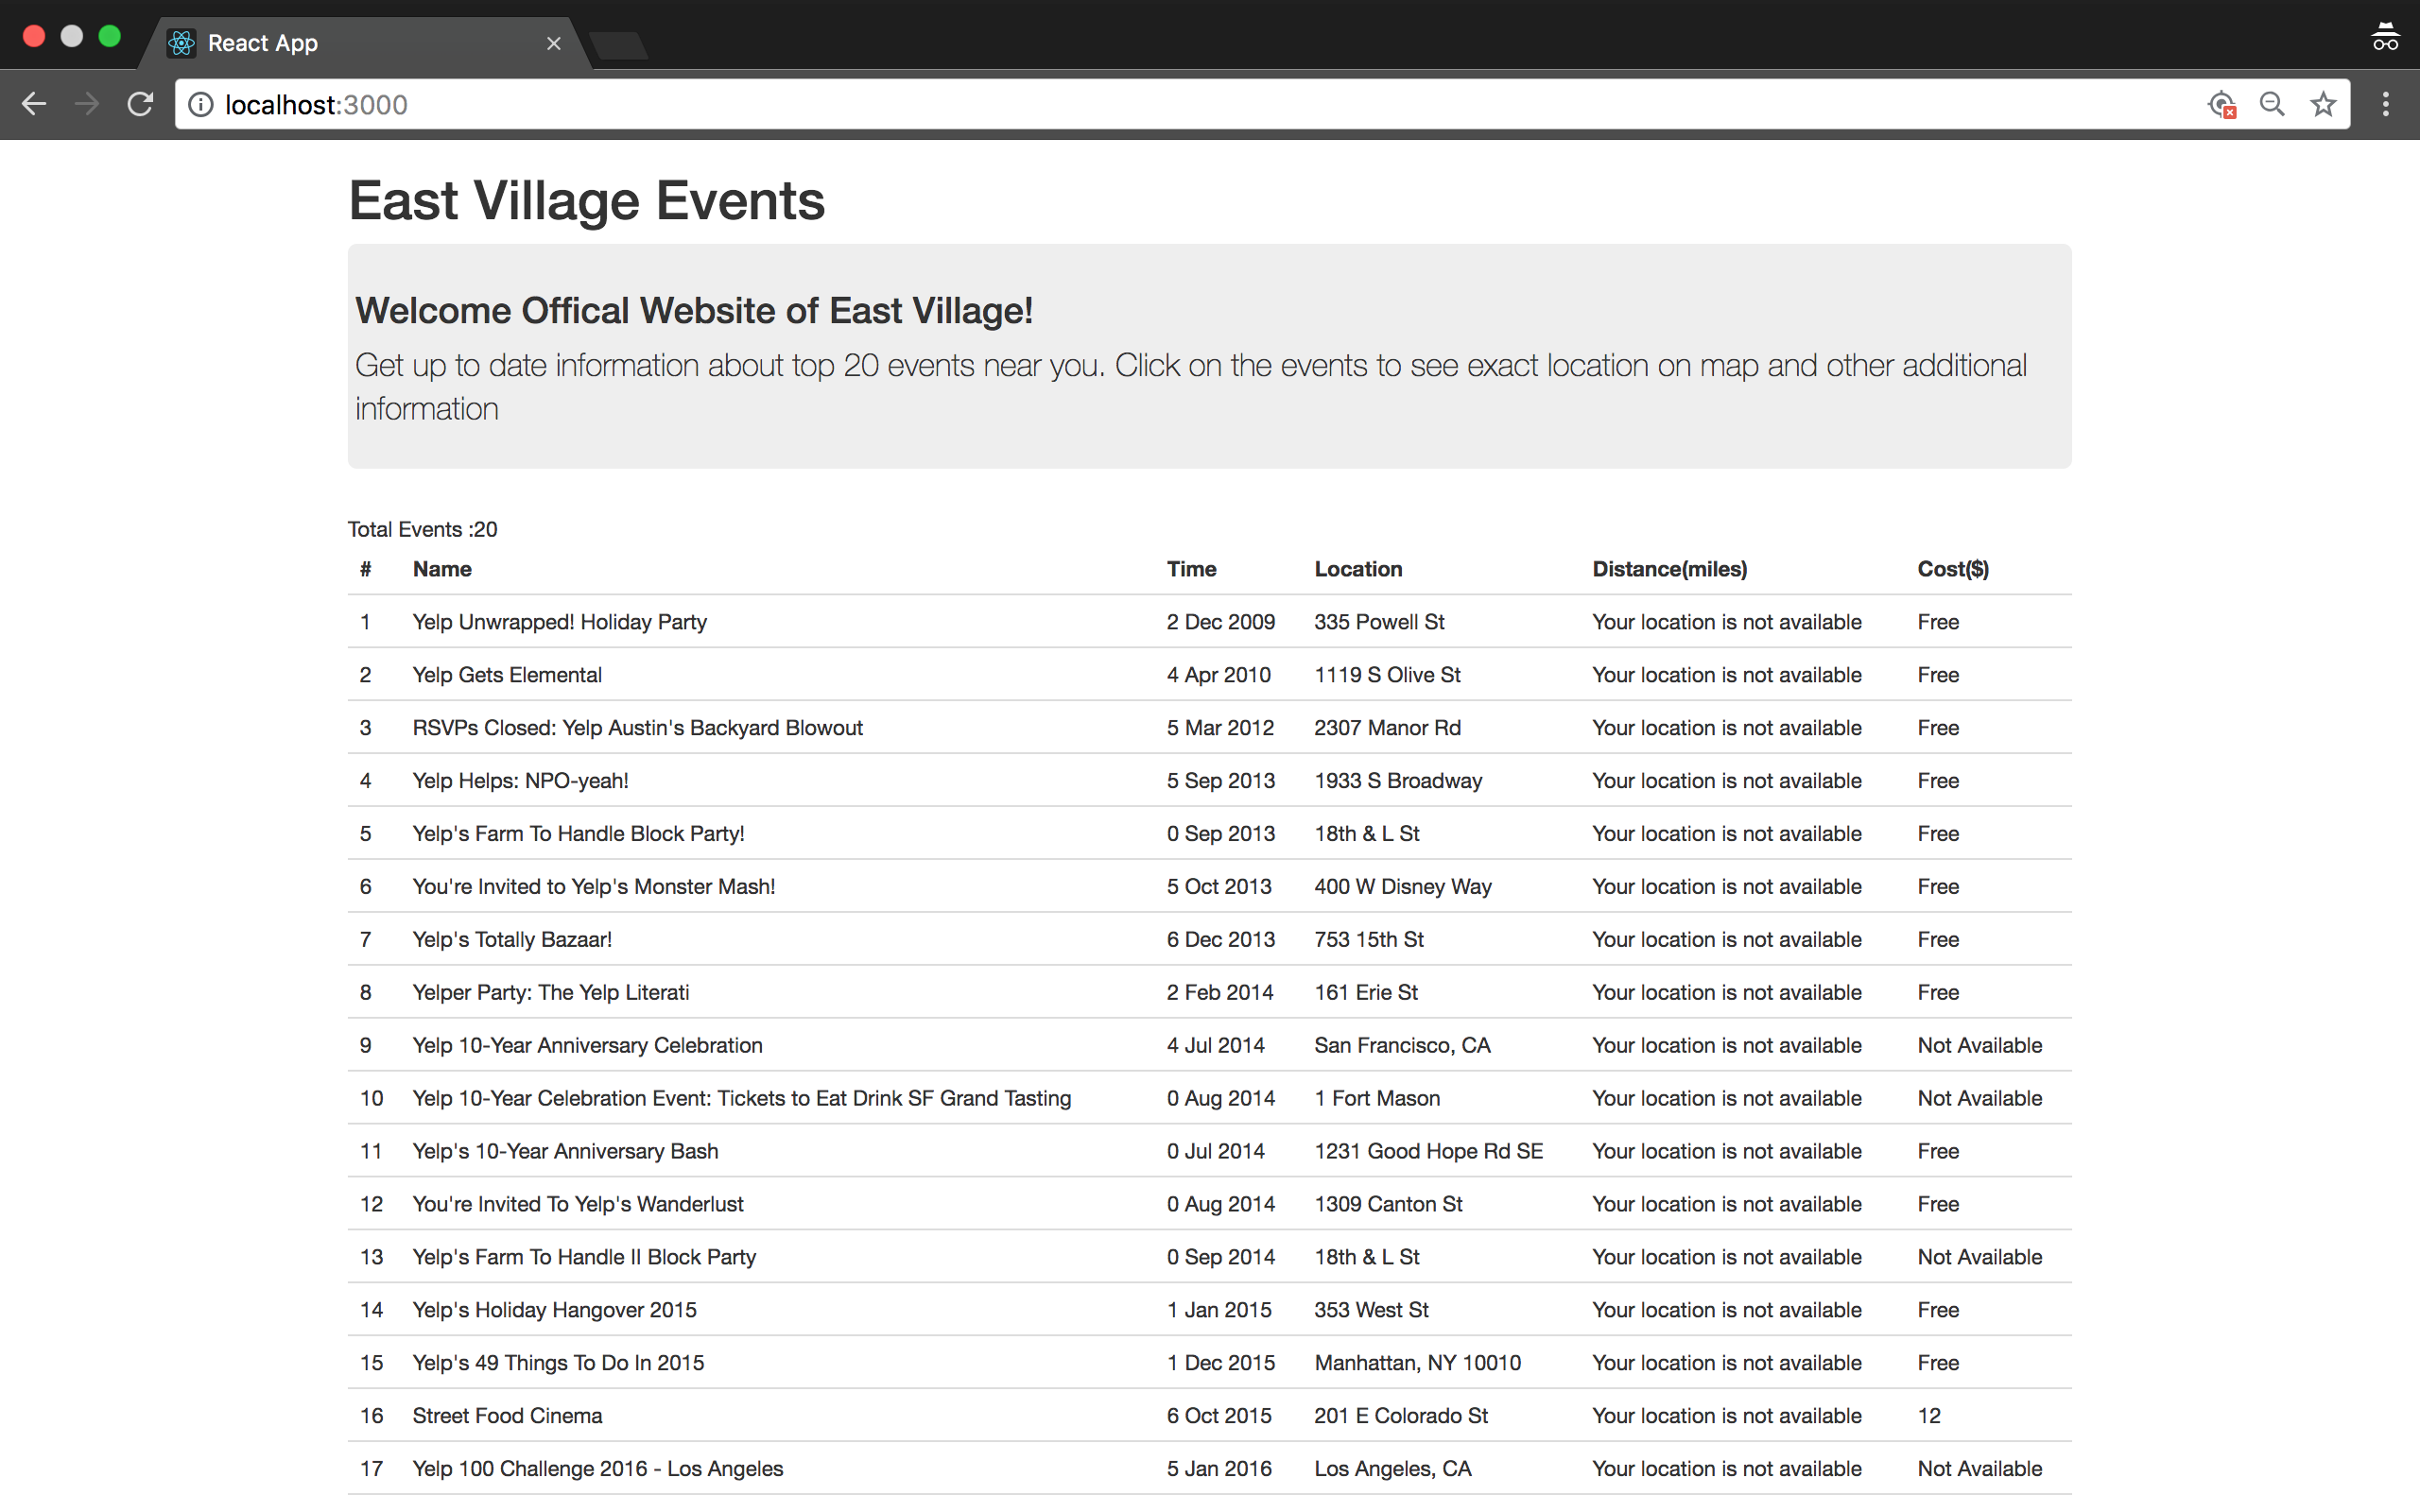 React App
localhost:3000
East Village Events
Welcome Offical Website of East Village!
Get up to date information about top 20 events near you. Click on the events to see exact location on map and other additional
information
Total Events :20
# Name Time Location Distance(miles) Cost($)
1 Yelp Unwrapped! Holiday Party 2 Dec 2009 335 Powell St Your location is not available Free
2 Yelp Gets Elemental 4 Apr 2010 1119 S Olive St Your location is not available Free
3 RSVPs Closed: Yelp Austin's Backyard Blowout 5 Mar 2012 2307 Manor Rd Your location is not available Free
4 Yelp Helps: NPO-yeah! 5 Sep 2013 1933 S Broadway Your location is not available Free
5 Yelp's Farm To Handle Block Party! 0 Sep 2013 18th & L St Your location is not available Free
6 You're Invited to Yelp's Monster Mash! 5 Oct 2013 400 W Disney Way Your location is not available Free
7 Yelp's Totally Bazaar! 6 Dec 2013 753 15th St Your location is not available Free
8 Yelper Party: The Yelp Literati 2 Feb 2014 161 Erie St Your location is not available Free
9 Yelp 10-Year Anniversary Celebration 4 Jul 2014 San Francisco, CA Your location is not available Not Available
10 Yelp 10-Year Celebration Event: Tickets to Eat Drink SF Grand Tasting 0 Aug 2014 1 Fort Mason Your location is not available Not Available
11 Yelp's 10-Year Anniversary Bash 0 Jul 2014 1231 Good Hope Rd SE Your location is not available Free
12 You're Invited To Yelp's Wanderlust 0 Aug 2014 1309 Canton St Your location is not available Free
13 Yelp's Farm To Handle II Block Party 0 Sep 2014 18th & L St Your location is not available Not Available
14 Yelp's Holiday Hangover 2015 1 Jan 2015 353 West St Your location is not available Free
15 Yelp's 49 Things To Do In 2015 1 Dec 2015 Manhattan, NY 10010 Your location is not available Free
16 Street Food Cinema 6 Oct 2015 201 E Colorado St Your location is not available 12
17 Yelp 100 Challenge 2016 - Los Angeles 5 Jan 2016 Los Angeles, CA Your location is not available Not Available